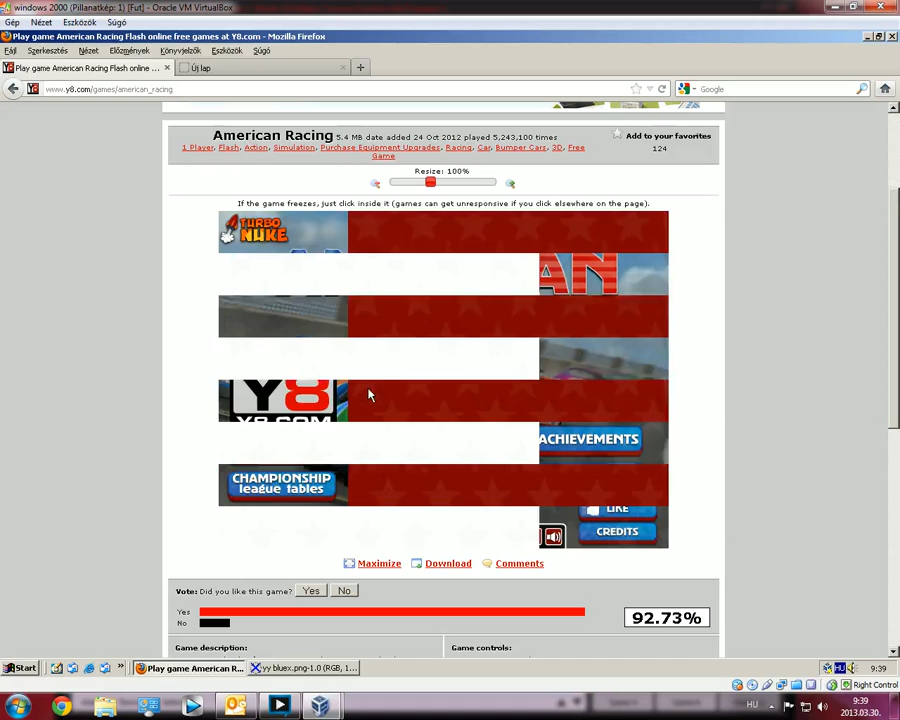 windows 2000 (Pillanatkép: 1) [Fut] - Oracle VM VirtualBox
Gép Nézet Eszközök Súgó
Play game American Racing Flash online free games at Y8.com - Mozilla Firefox
Fájl Szerkesztés Nézet Előzmények Könyvjelzők Eszközök Súgó
Y8 Play game American Racing Flash online ... × Új lap × +
www.y8.com/games/american_racing Google
American Racing 5.4 MB date added 24 Oct 2012 played 5,243,100 times
Add to your favorites
124
1 Player, Flash, Action, Simulation, Purchase Equipment Upgrades, Racing, Car, Bumper Cars, 3D, Free
Game
Resize: 100%
If the game freezes, just click inside it (games can get unresponsive if you click elsewhere on the page).
TURBO
NUKE
AN
Y8
Y8.COM
ACHIEVEMENTS
CHAMPIONSHIP
league tables
LIKE
CREDITS
Maximize Download Comments
Vote: Did you like this game? Yes No
Yes
No
92.73%
Game description: Game controls:
Start » Play game American R... yy bluex.png-1.0 (RGB, 1... HU 9:39
Right Control
HU 9:39
2013.03.30.